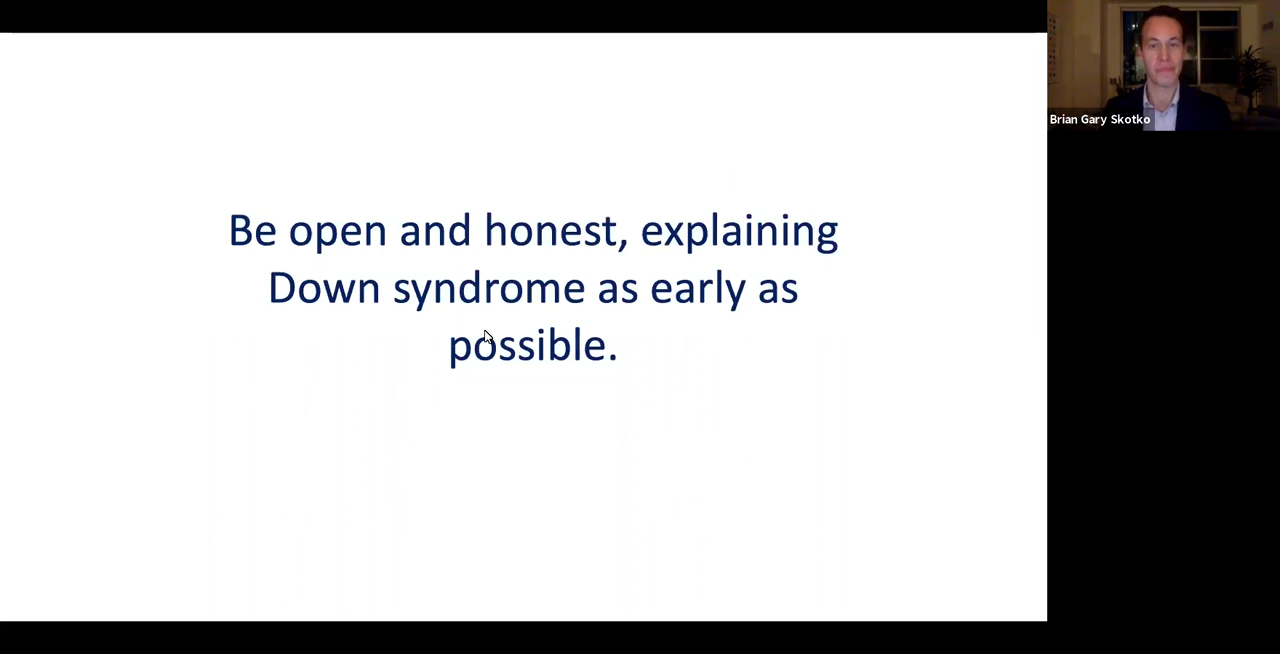 Brian Gary Skotko
Be open and honest, explaining
Down syndrome as early as
possible.